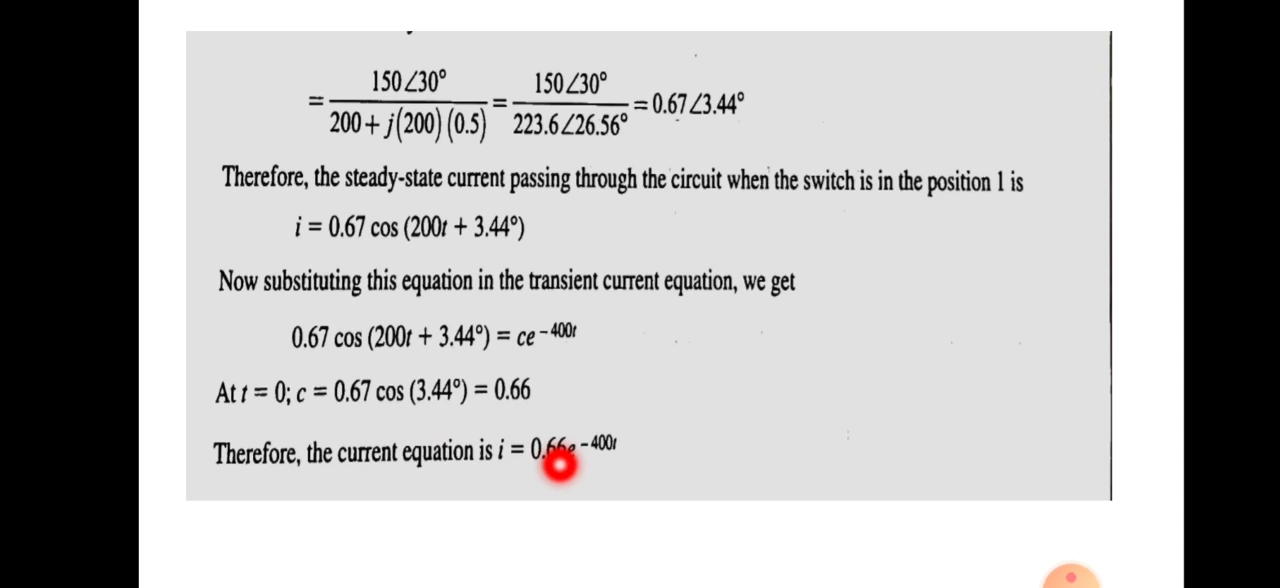 = 150∠30° / 200 + j(200)(0.5) = 150∠30° / 223.6∠26.56° = 0.67∠3.44°
Therefore, the steady-state current passing through the circuit when the switch is in the position 1 is
i = 0.67 cos (200t + 3.44°)
Now substituting this equation in the transient current equation, we get
0.67 cos (200t + 3.44°) = ce^–400t
At t = 0; c = 0.67 cos (3.44°) = 0.66
Therefore, the current equation is i = 0.66e^–400t